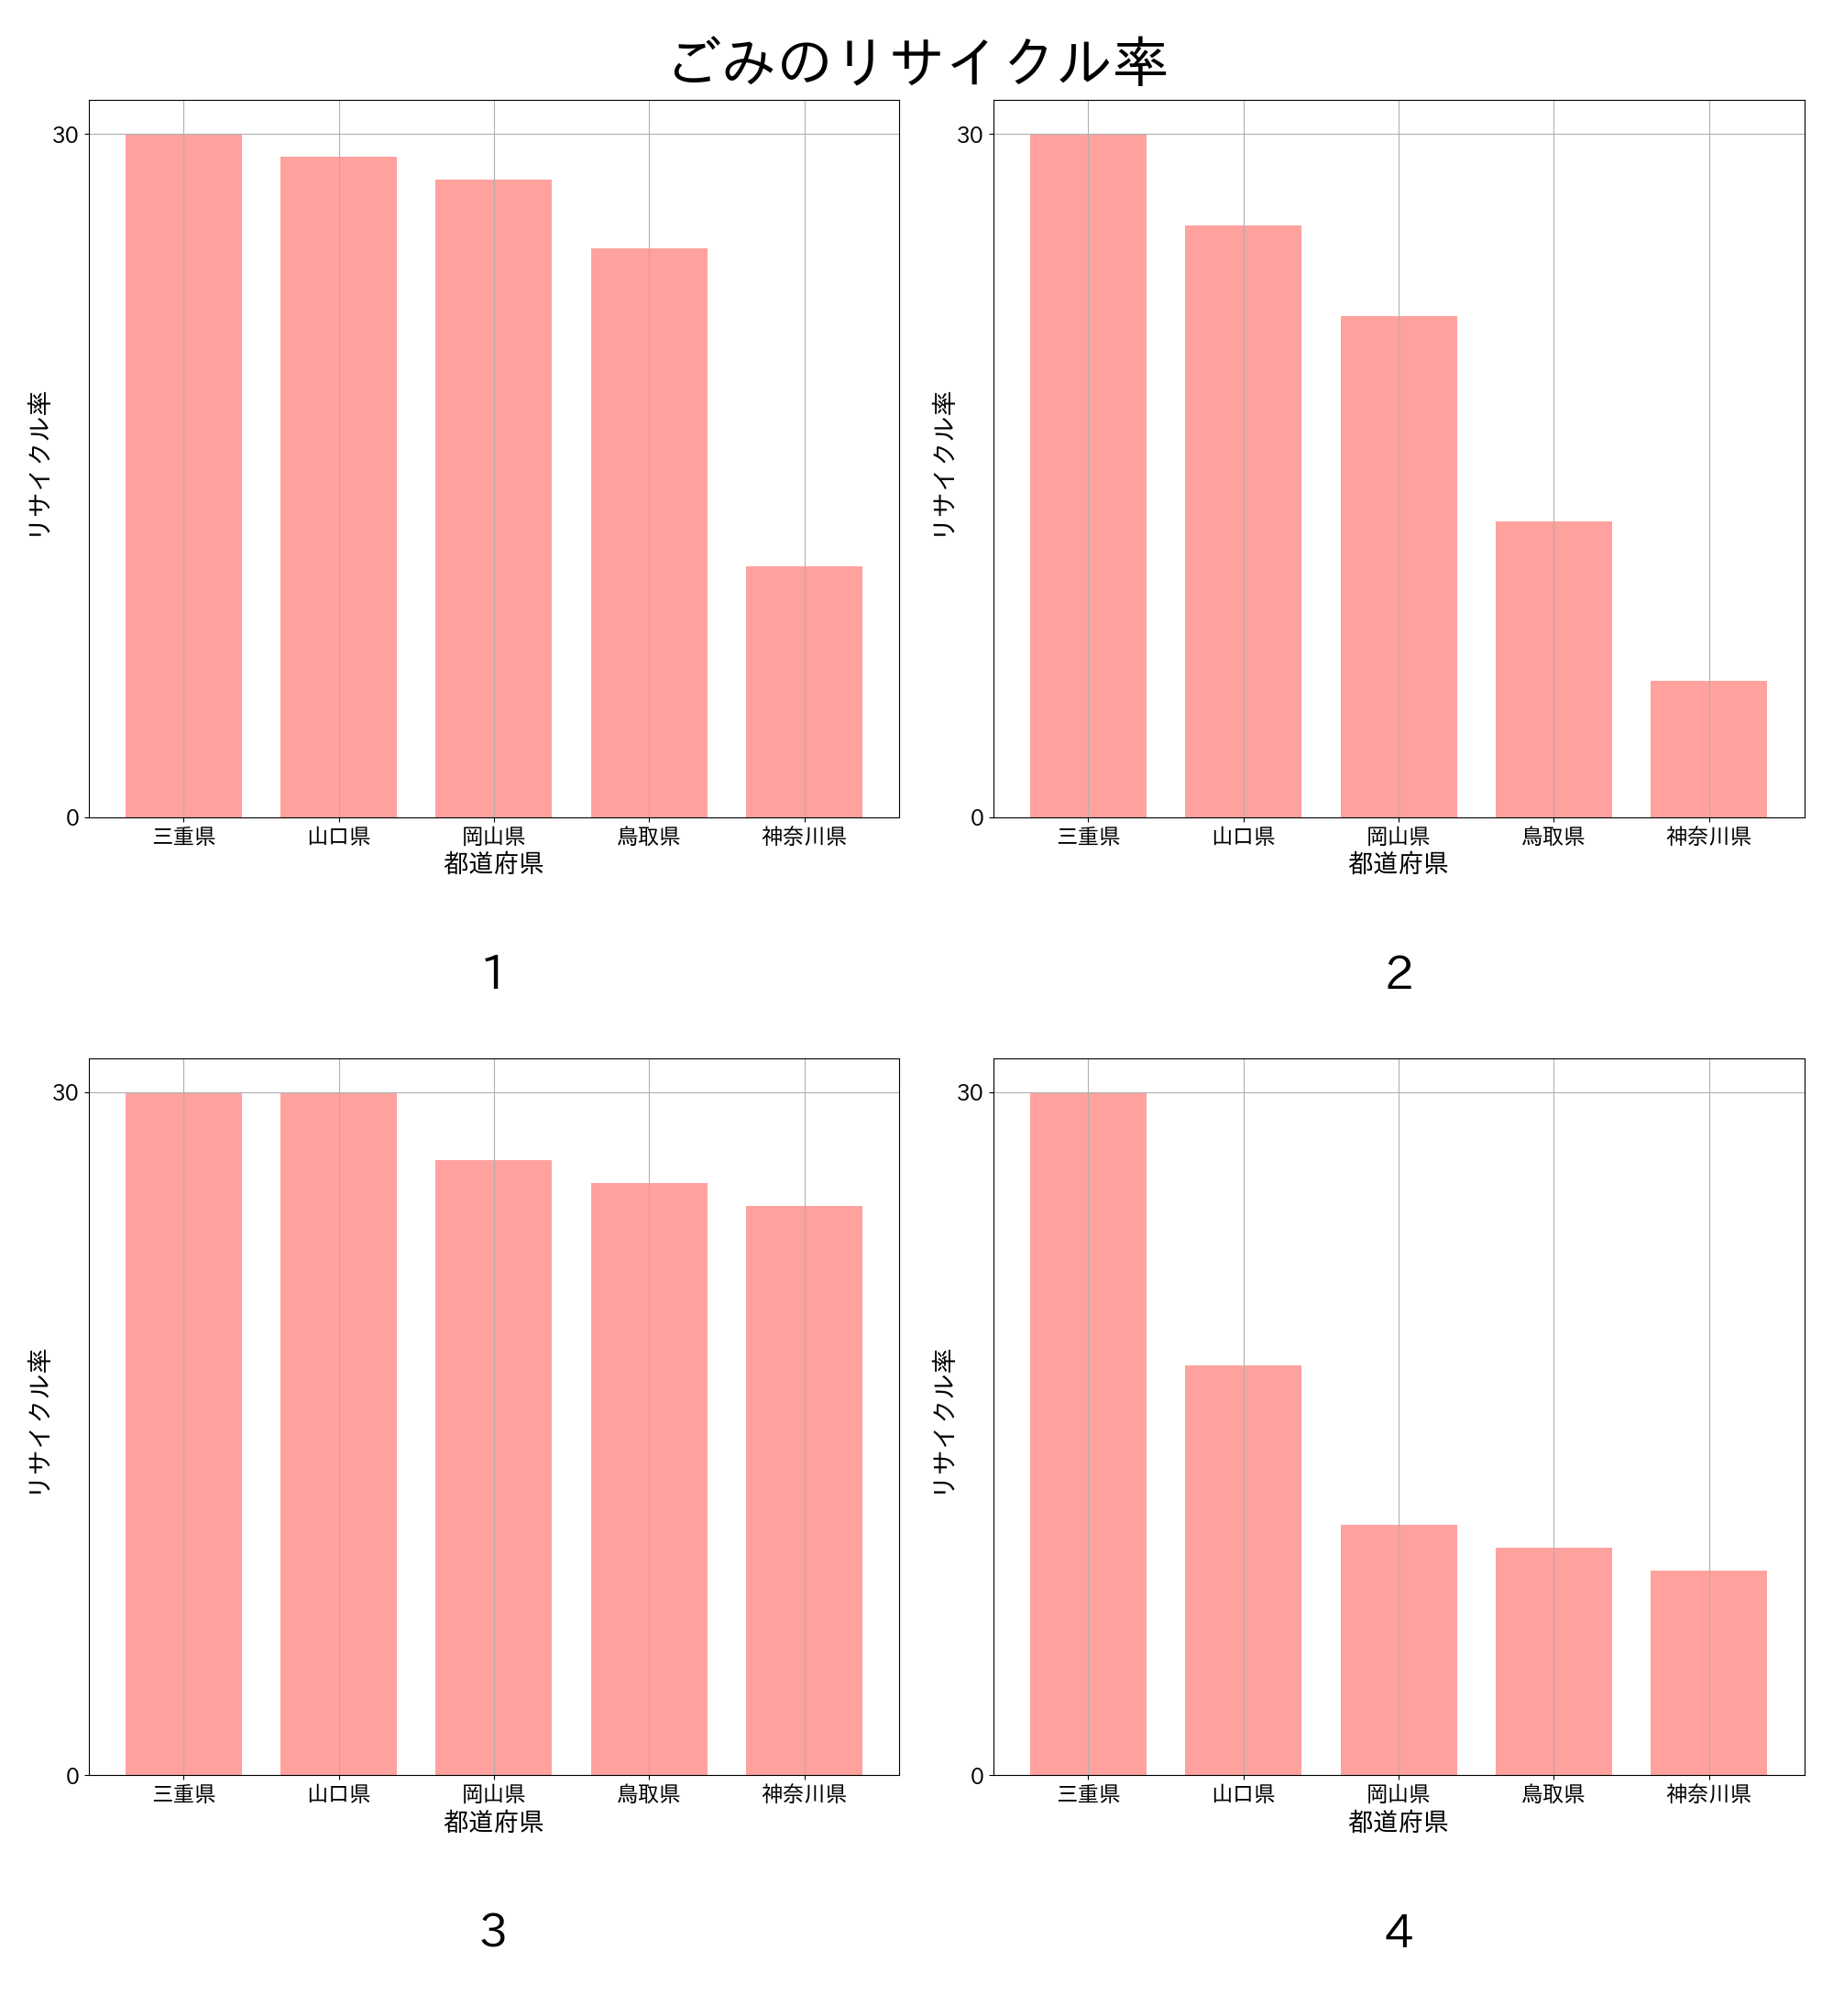 ごみのリサイクル率
30
0
リサイクル率
三重県 山口県 岡山県 鳥取県 神奈川県
都道府県
1
30
0
リサイクル率
三重県 山口県 岡山県 鳥取県 神奈川県
都道府県
2
30
0
リサイクル率
三重県 山口県 岡山県 鳥取県 神奈川県
都道府県
3
30
0
リサイクル率
三重県 山口県 岡山県 鳥取県 神奈川県
都道府県
4